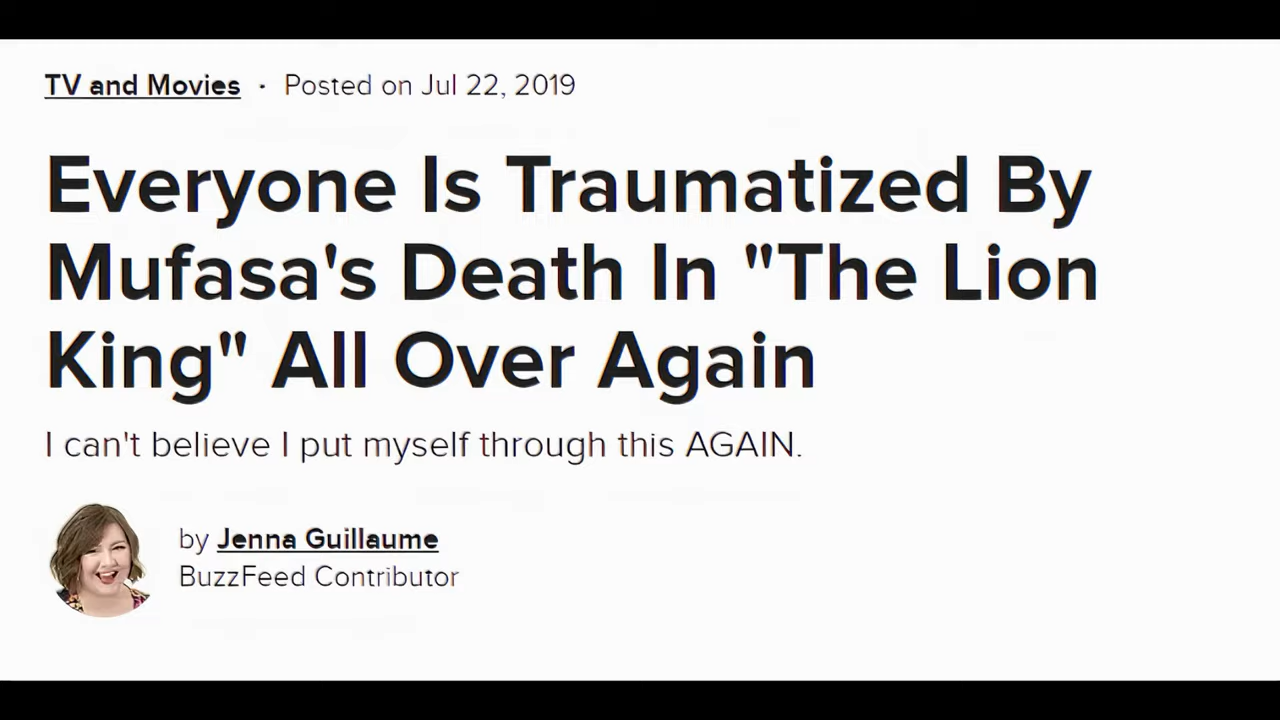 TV and Movies · Posted on Jul 22, 2019
Everyone Is Traumatized By
Mufasa's Death In "The Lion
King" All Over Again
I can't believe I put myself through this AGAIN.
by Jenna Guillaume
BuzzFeed Contributor